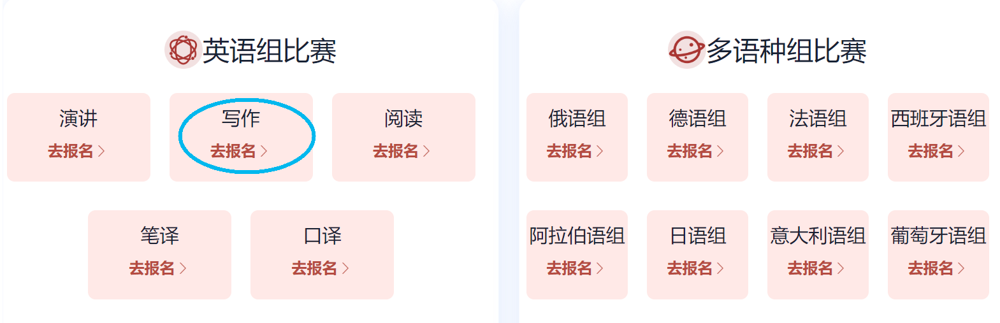 英语组比赛
演讲
去报名
写作
去报名
阅读
去报名
笔译
去报名
口译
去报名
多语种组比赛
俄语组
去报名
德语组
去报名
法语组
去报名
西班牙语组
去报名
阿拉伯语组
去报名
日语组
去报名
意大利语组
去报名
葡萄牙语组
去报名